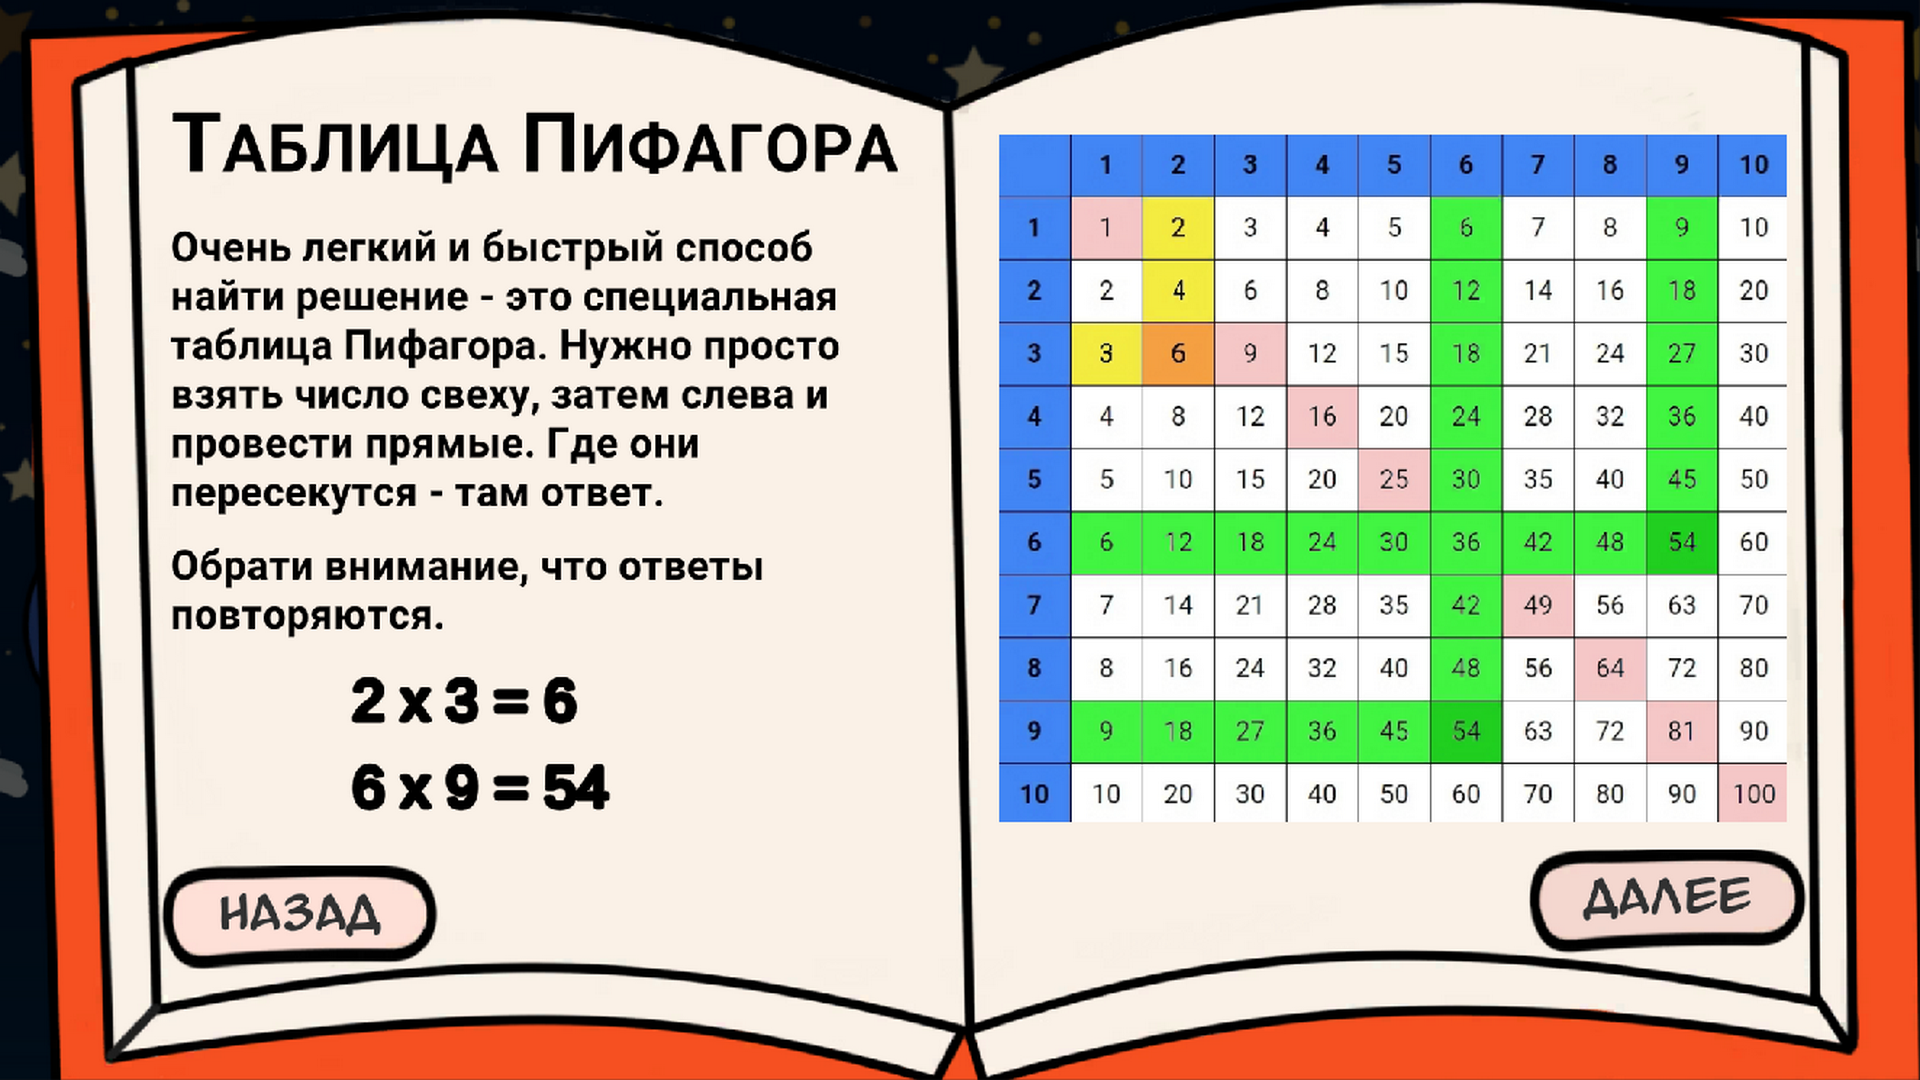 Таблица Пифагора
Очень легкий и быстрый способ
найти решение - это специальная
таблица Пифагора. Нужно просто
взять число свеху, затем слева и
провести прямые. Где они
пересекутся - там ответ.
Обрати внимание, что ответы
повторяются.
2 x 3 = 6
6 x 9 = 54
НАЗАД
1 2 3 4 5 6 7 8 9 10
1 1 2 3 4 5 6 7 8 9 10
2 2 4 6 8 10 12 14 16 18 20
3 3 6 9 12 15 18 21 24 27 30
4 4 8 12 16 20 24 28 32 36 40
5 5 10 15 20 25 30 35 40 45 50
6 6 12 18 24 30 36 42 48 54 60
7 7 14 21 28 35 42 49 56 63 70
8 8 16 24 32 40 48 56 64 72 80
9 9 18 27 36 45 54 63 72 81 90
10 10 20 30 40 50 60 70 80 90 100
ДАЛЕЕ